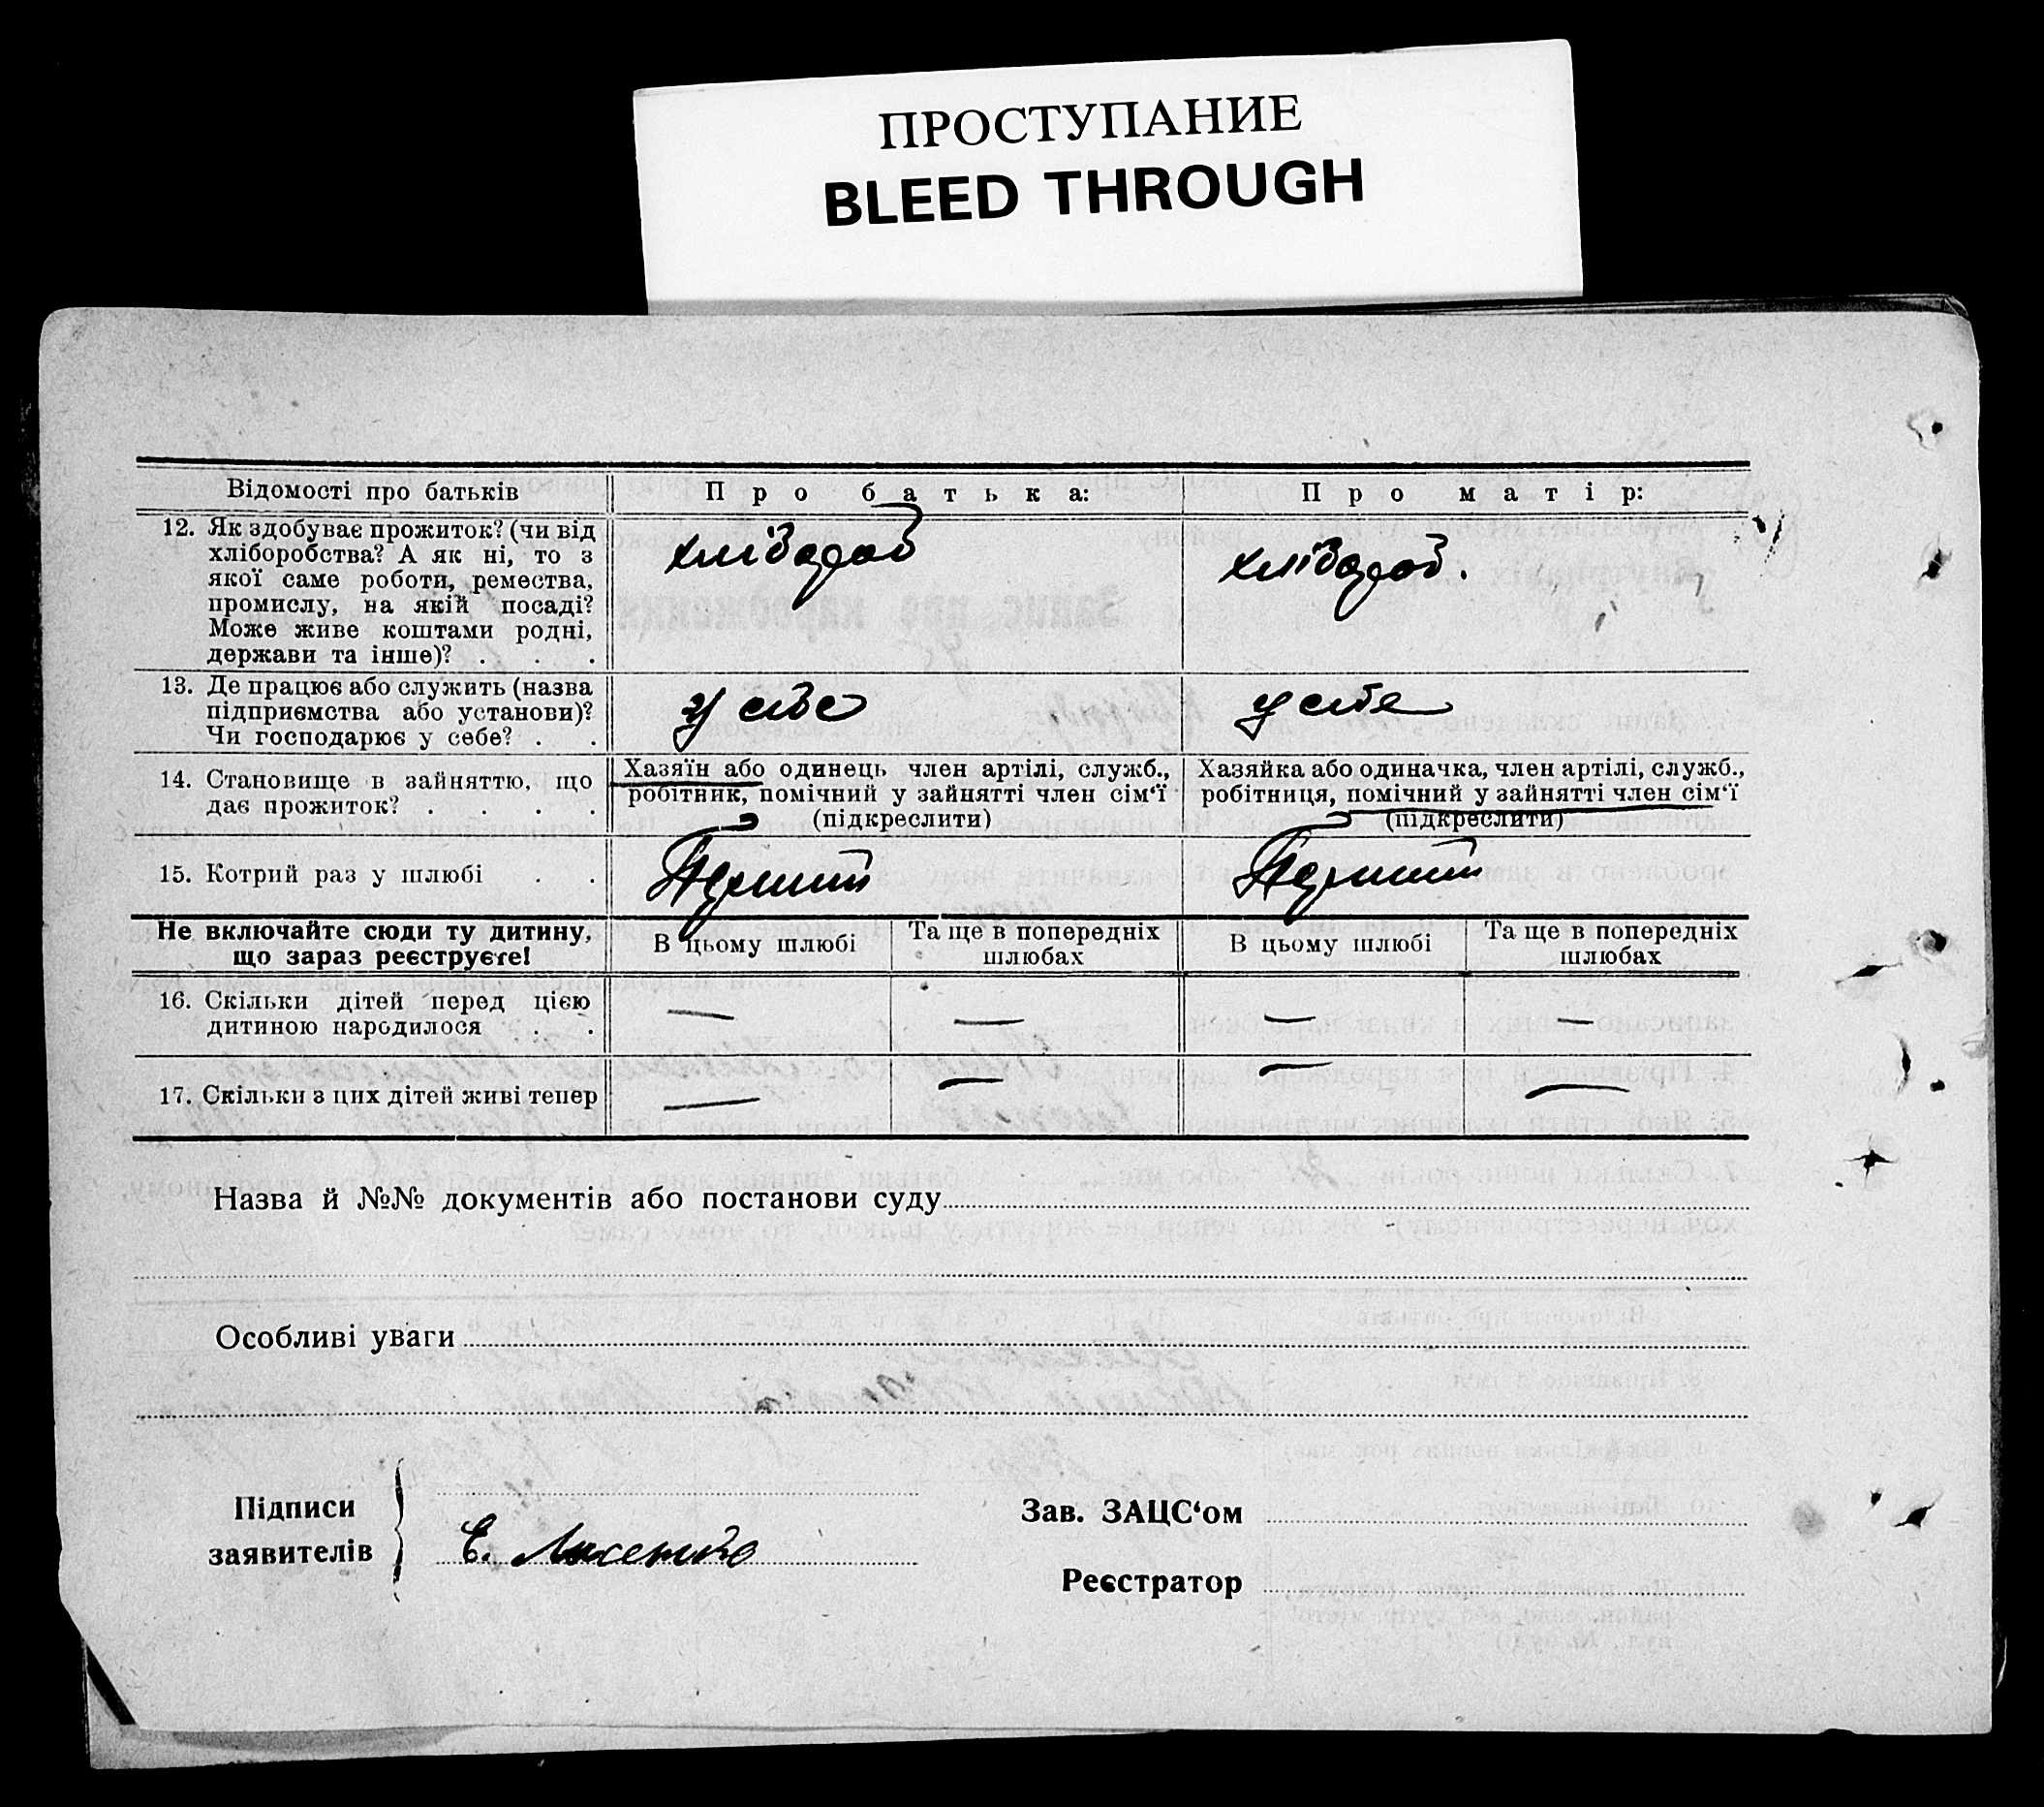 ПРОСТУПАНИЕ
BLEED THROUGH
Відомості про батьків Про батька: Про матір:
12. Як здобуває прожиток? (чи від
хліборобства? А як ні, то з
якої саме роботи, ремества,
промислу, на якій посаді?
Може живе коштами родні,
держави та інше)? . . .
хлібороб
хлібороб.
13. Де працює або служить (назва
підприємства або установи)?
Чи господарює у себе? . .
у себе
у себе
14. Становище в зайняттю, що
дає прожиток? . . . .
Хазяїн або одинець член артілі, служб.,
робітник, помічний у зайнятті член сім‘ї
(підкреслити)
Хазяйка або одиначка, член артілі, служб.,
робітниця, помічний у зайнятті член сім‘ї
(підкреслити)
15. Котрий раз у шлюбі . .
Перший
Перший
Не включайте сюди ту дитину,
що зараз реєструєте!
В цьому шлюбі
Та ще в попередніх
шлюбах
В цьому шлюбі
Та ще в попередніх
шлюбах
16. Скільки дітей перед цією
дитиною народилося . .
— — — —
17. Скільки з цих дітей живі тепер
— — — —
Назва й №№ документів або постанови суду
Особливі уваги
Підписи
заявителів
Є. Лисенко
Зав. ЗАЦС‘ом
Реєстратор